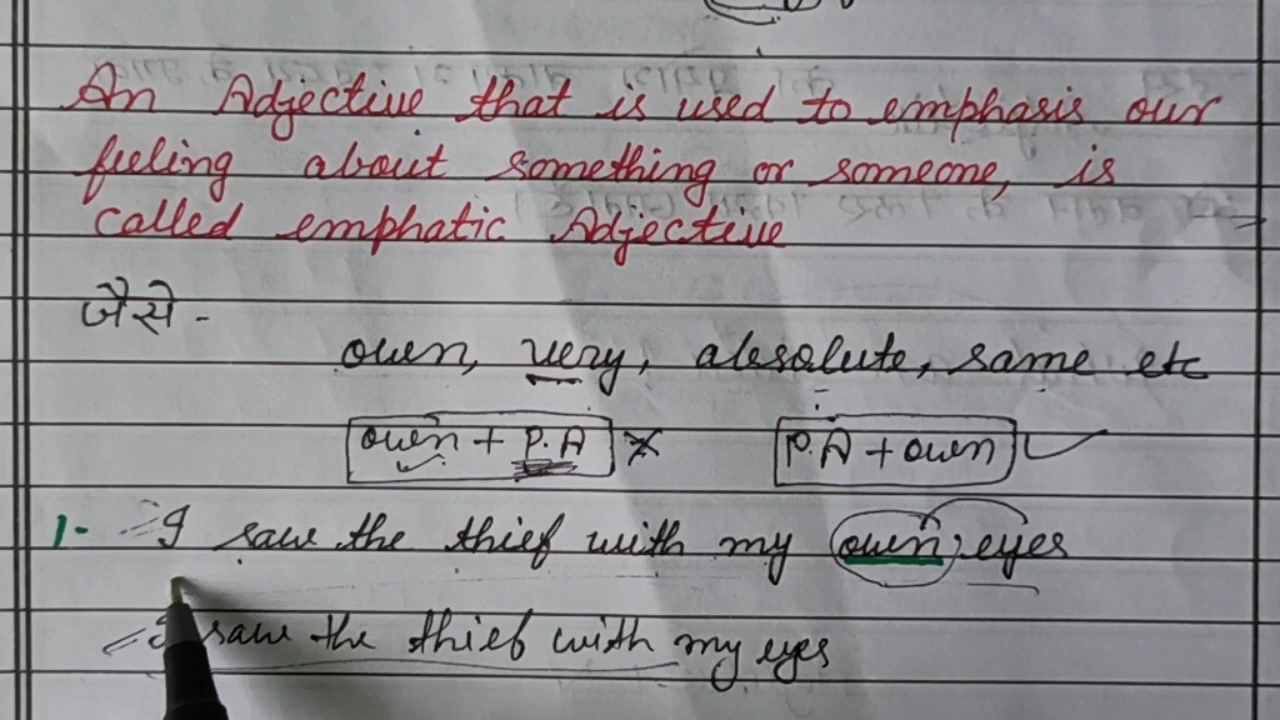 An Adjective that is used to emphasis our
feeling about something or someone, is
called emphatic Adjective
जैसे -
own, very, absolute, same etc
own + P.A × P.A + own ✓
1- I saw the thief with my own eyes
I saw the thief with my eyes